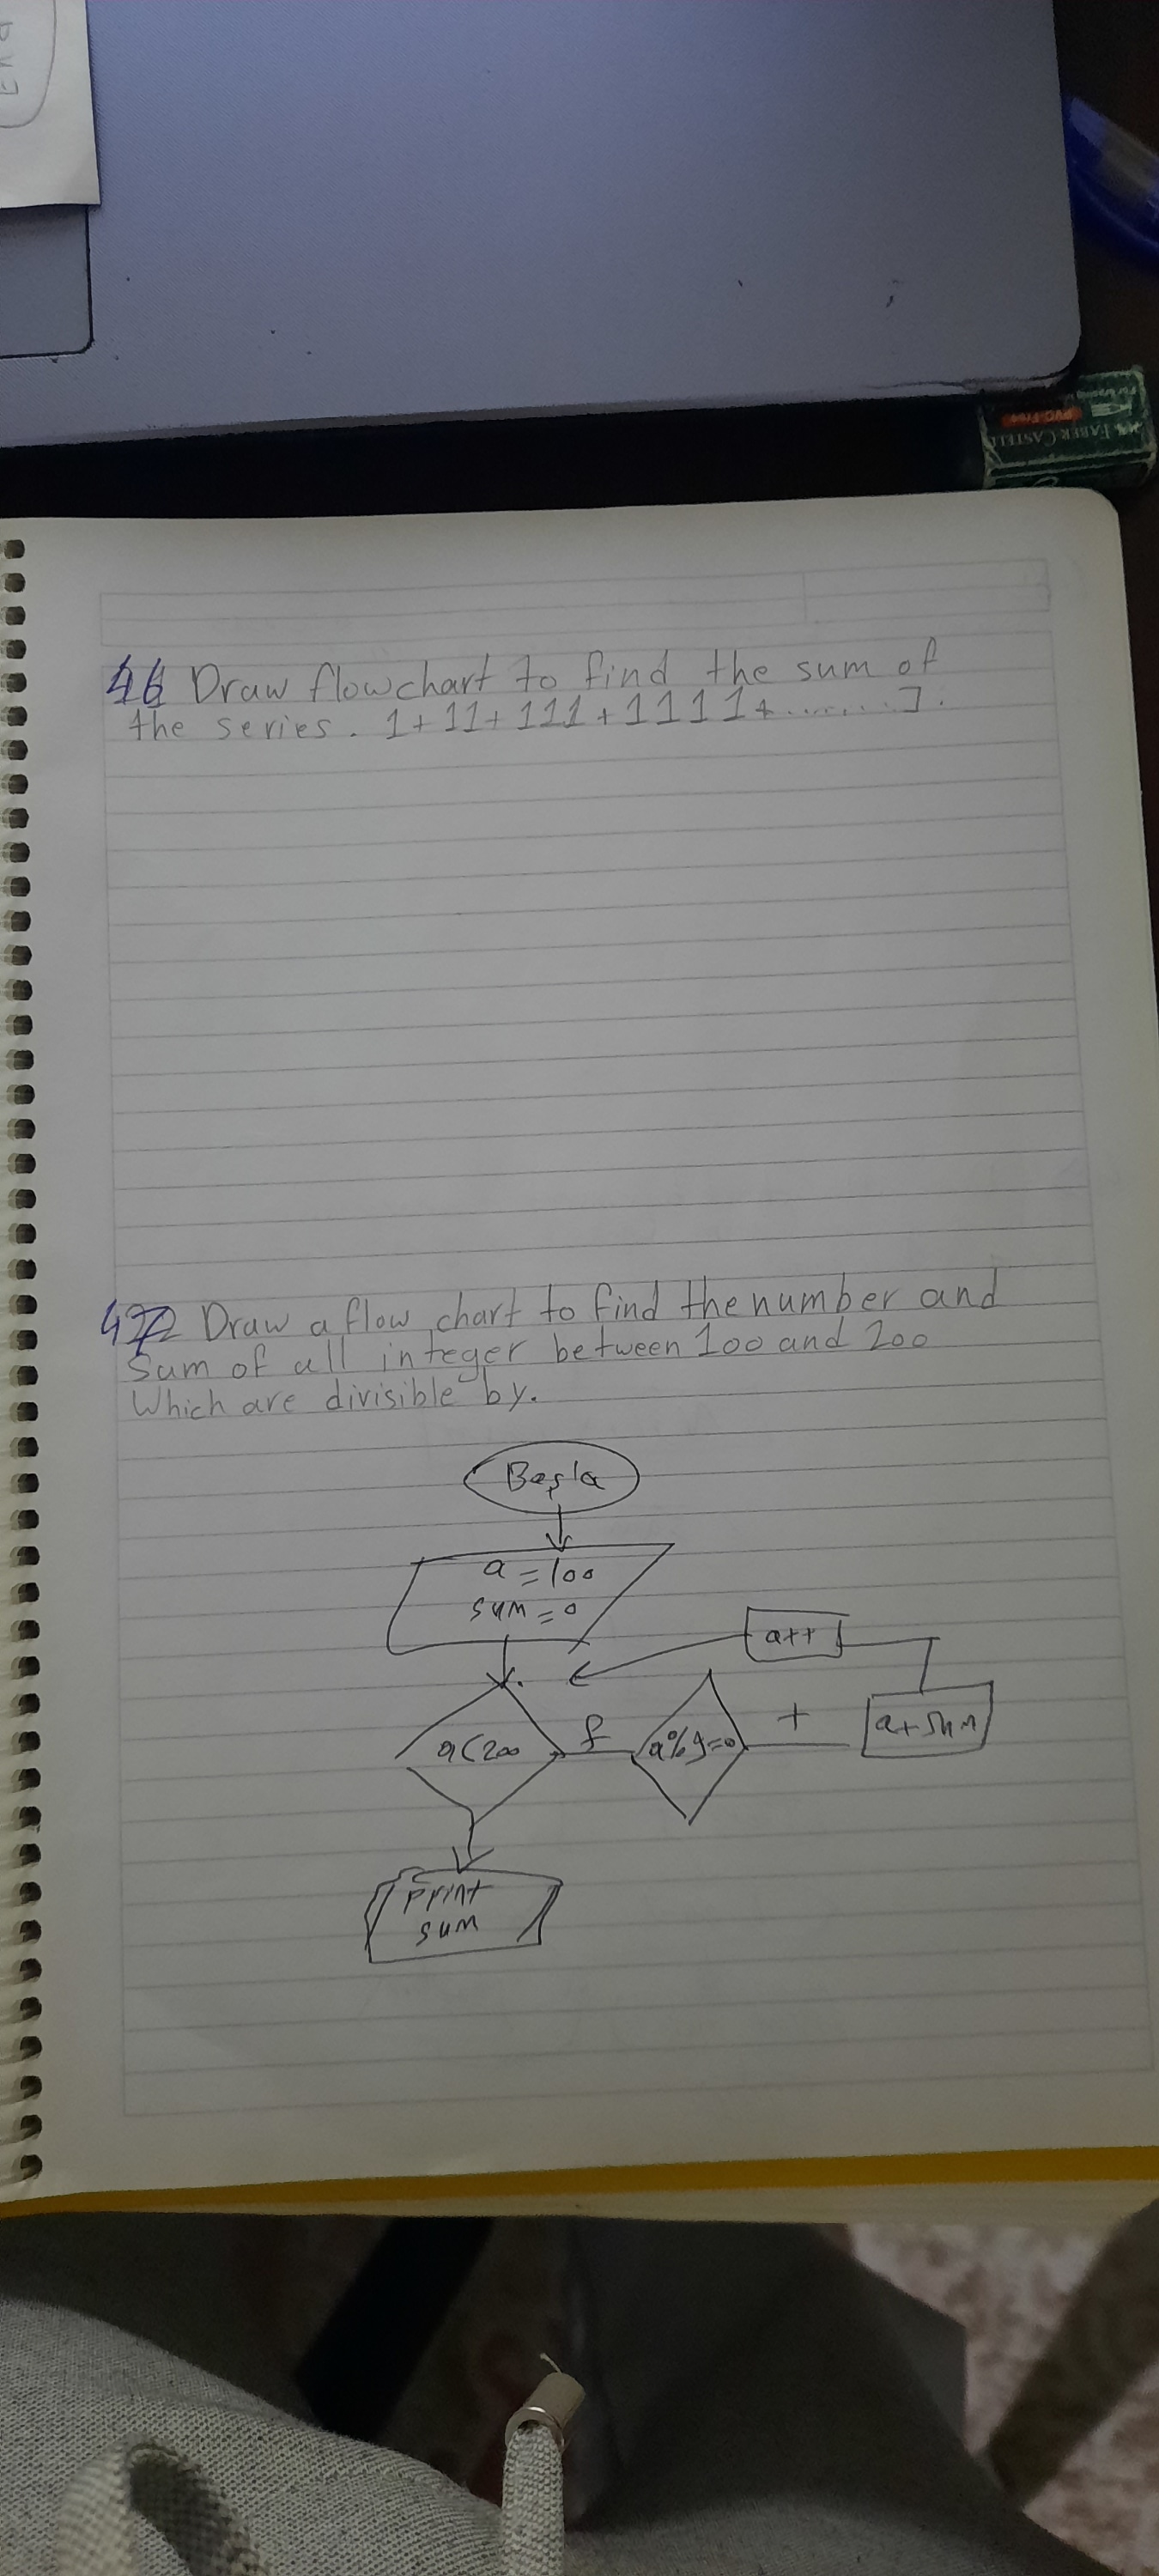 FABER CASTELL
PVC-Free
46 Draw flowchart to find the sum of
the series. 1+11+111+1111+.......].
47 Draw a flow chart to find the number and
Sum of all integer between 100 and 200
Which are divisible by.
Başla
a=100
sum=0
a++
a<200
f
a%9=0
+
a+sum
print
sum